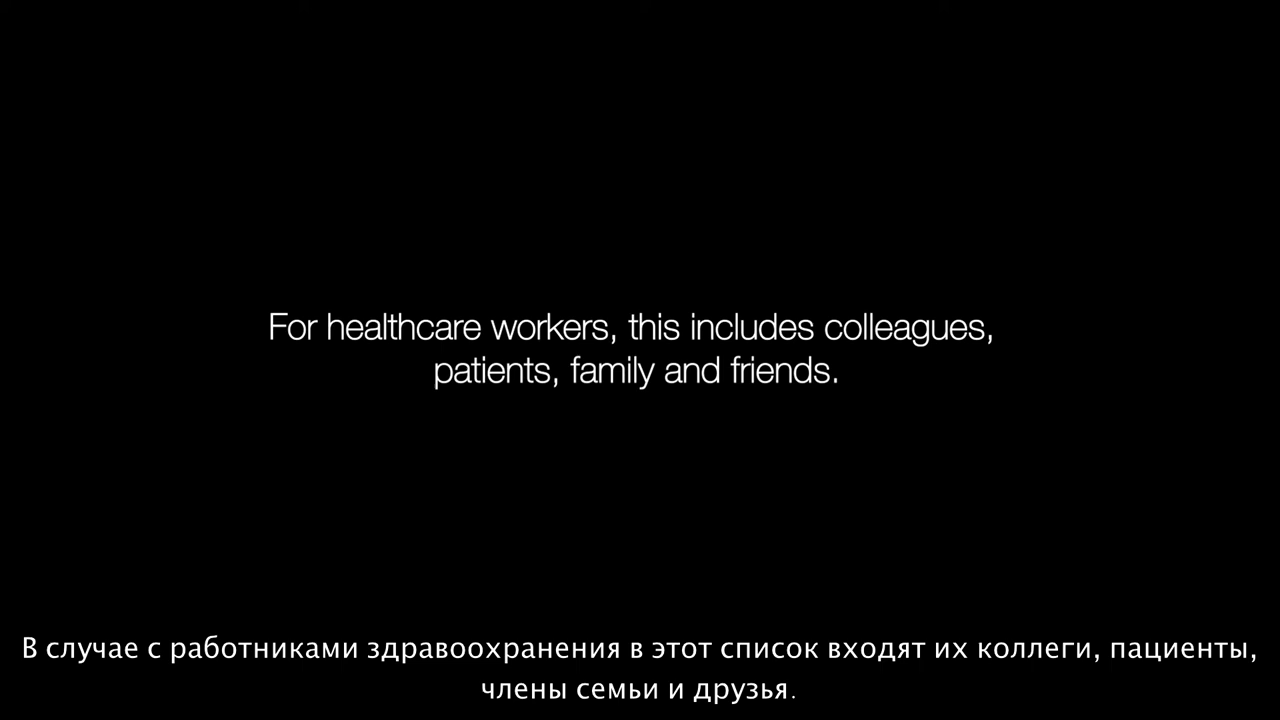 For healthcare workers, this includes colleagues,
patients, family and friends.
В случае с работниками здравоохранения в этот список входят их коллеги, пациенты,
члены семьи и друзья.